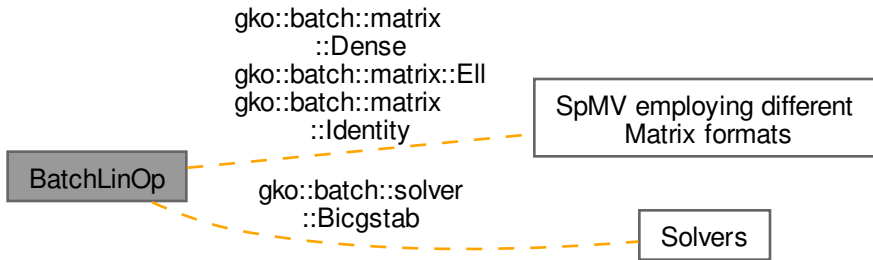 gko::batch::matrix
::Dense
gko::batch::matrix::Ell
gko::batch::matrix
::Identity
SpMV employing different
Matrix formats
BatchLinOp
gko::batch::solver
::Bicgstab
Solvers